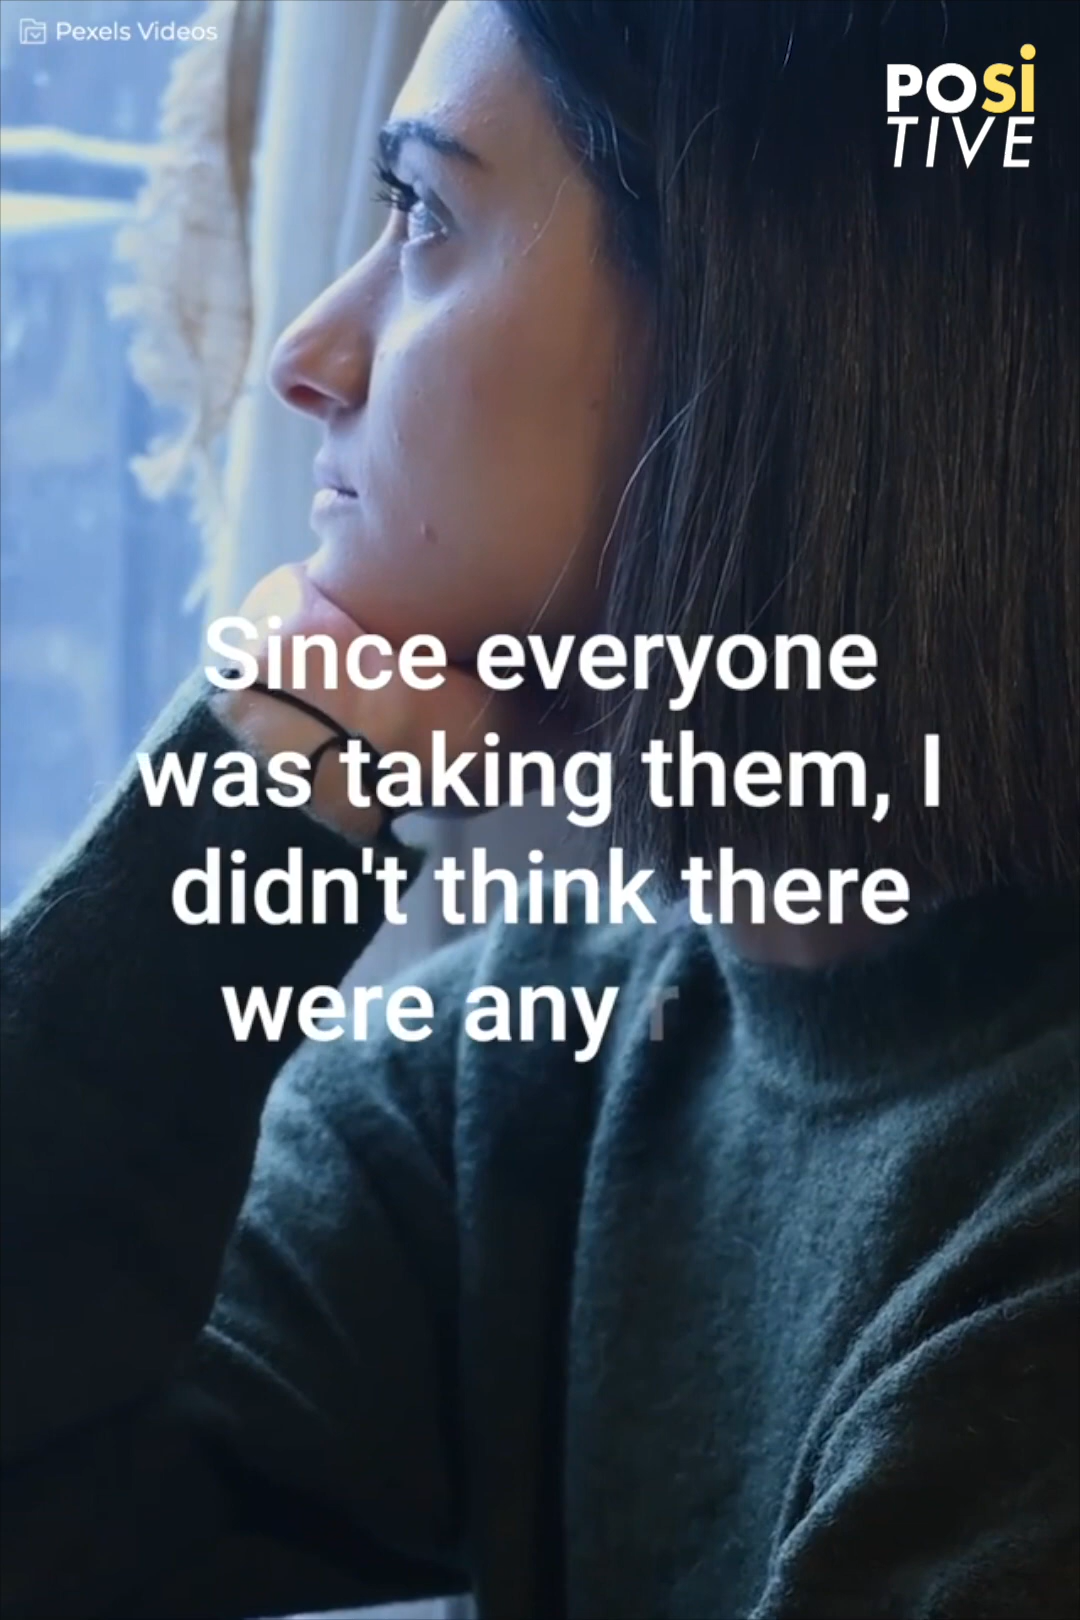 Pexels Videos
POSi
TIVE
Since everyone
was taking them, I
didn't think there
were any r